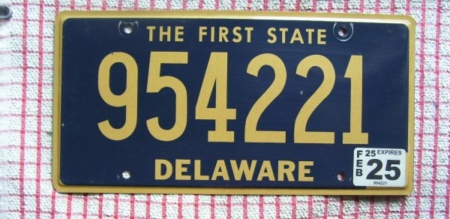 THE FIRST STATE
954221
DELAWARE
FEB
25 EXPIRES
25